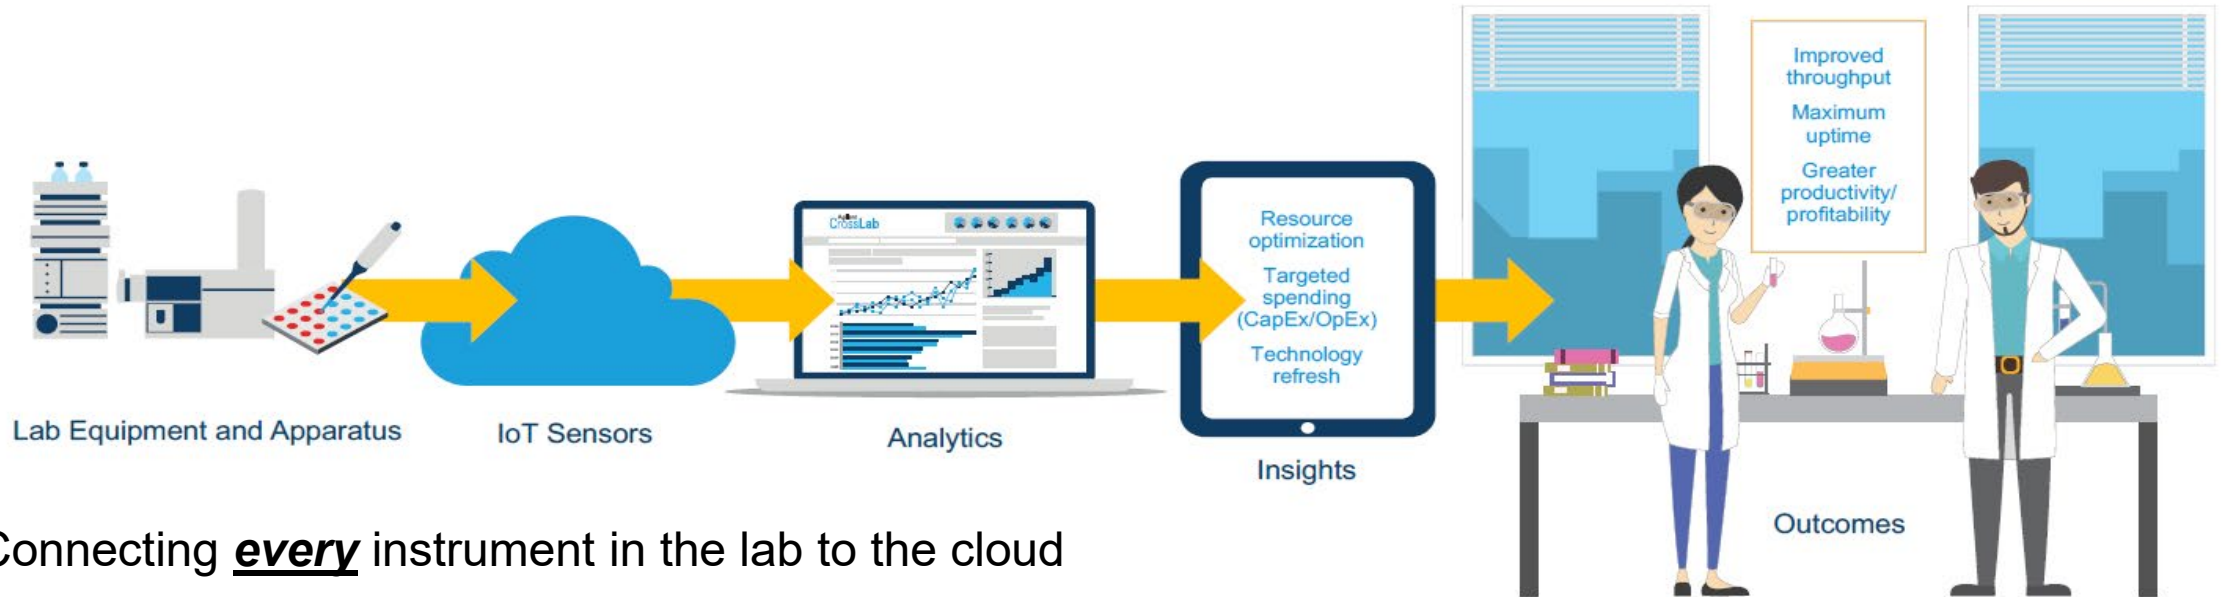 Lab Equipment and Apparatus
IoT Sensors
CrossLab
Analytics
Resource
optimization
Targeted
spending
(CapEx/OpEx)
Technology
refresh
Insights
Improved
throughput
Maximum
uptime
Greater
productivity/
profitability
Outcomes
Connecting every instrument in the lab to the cloud